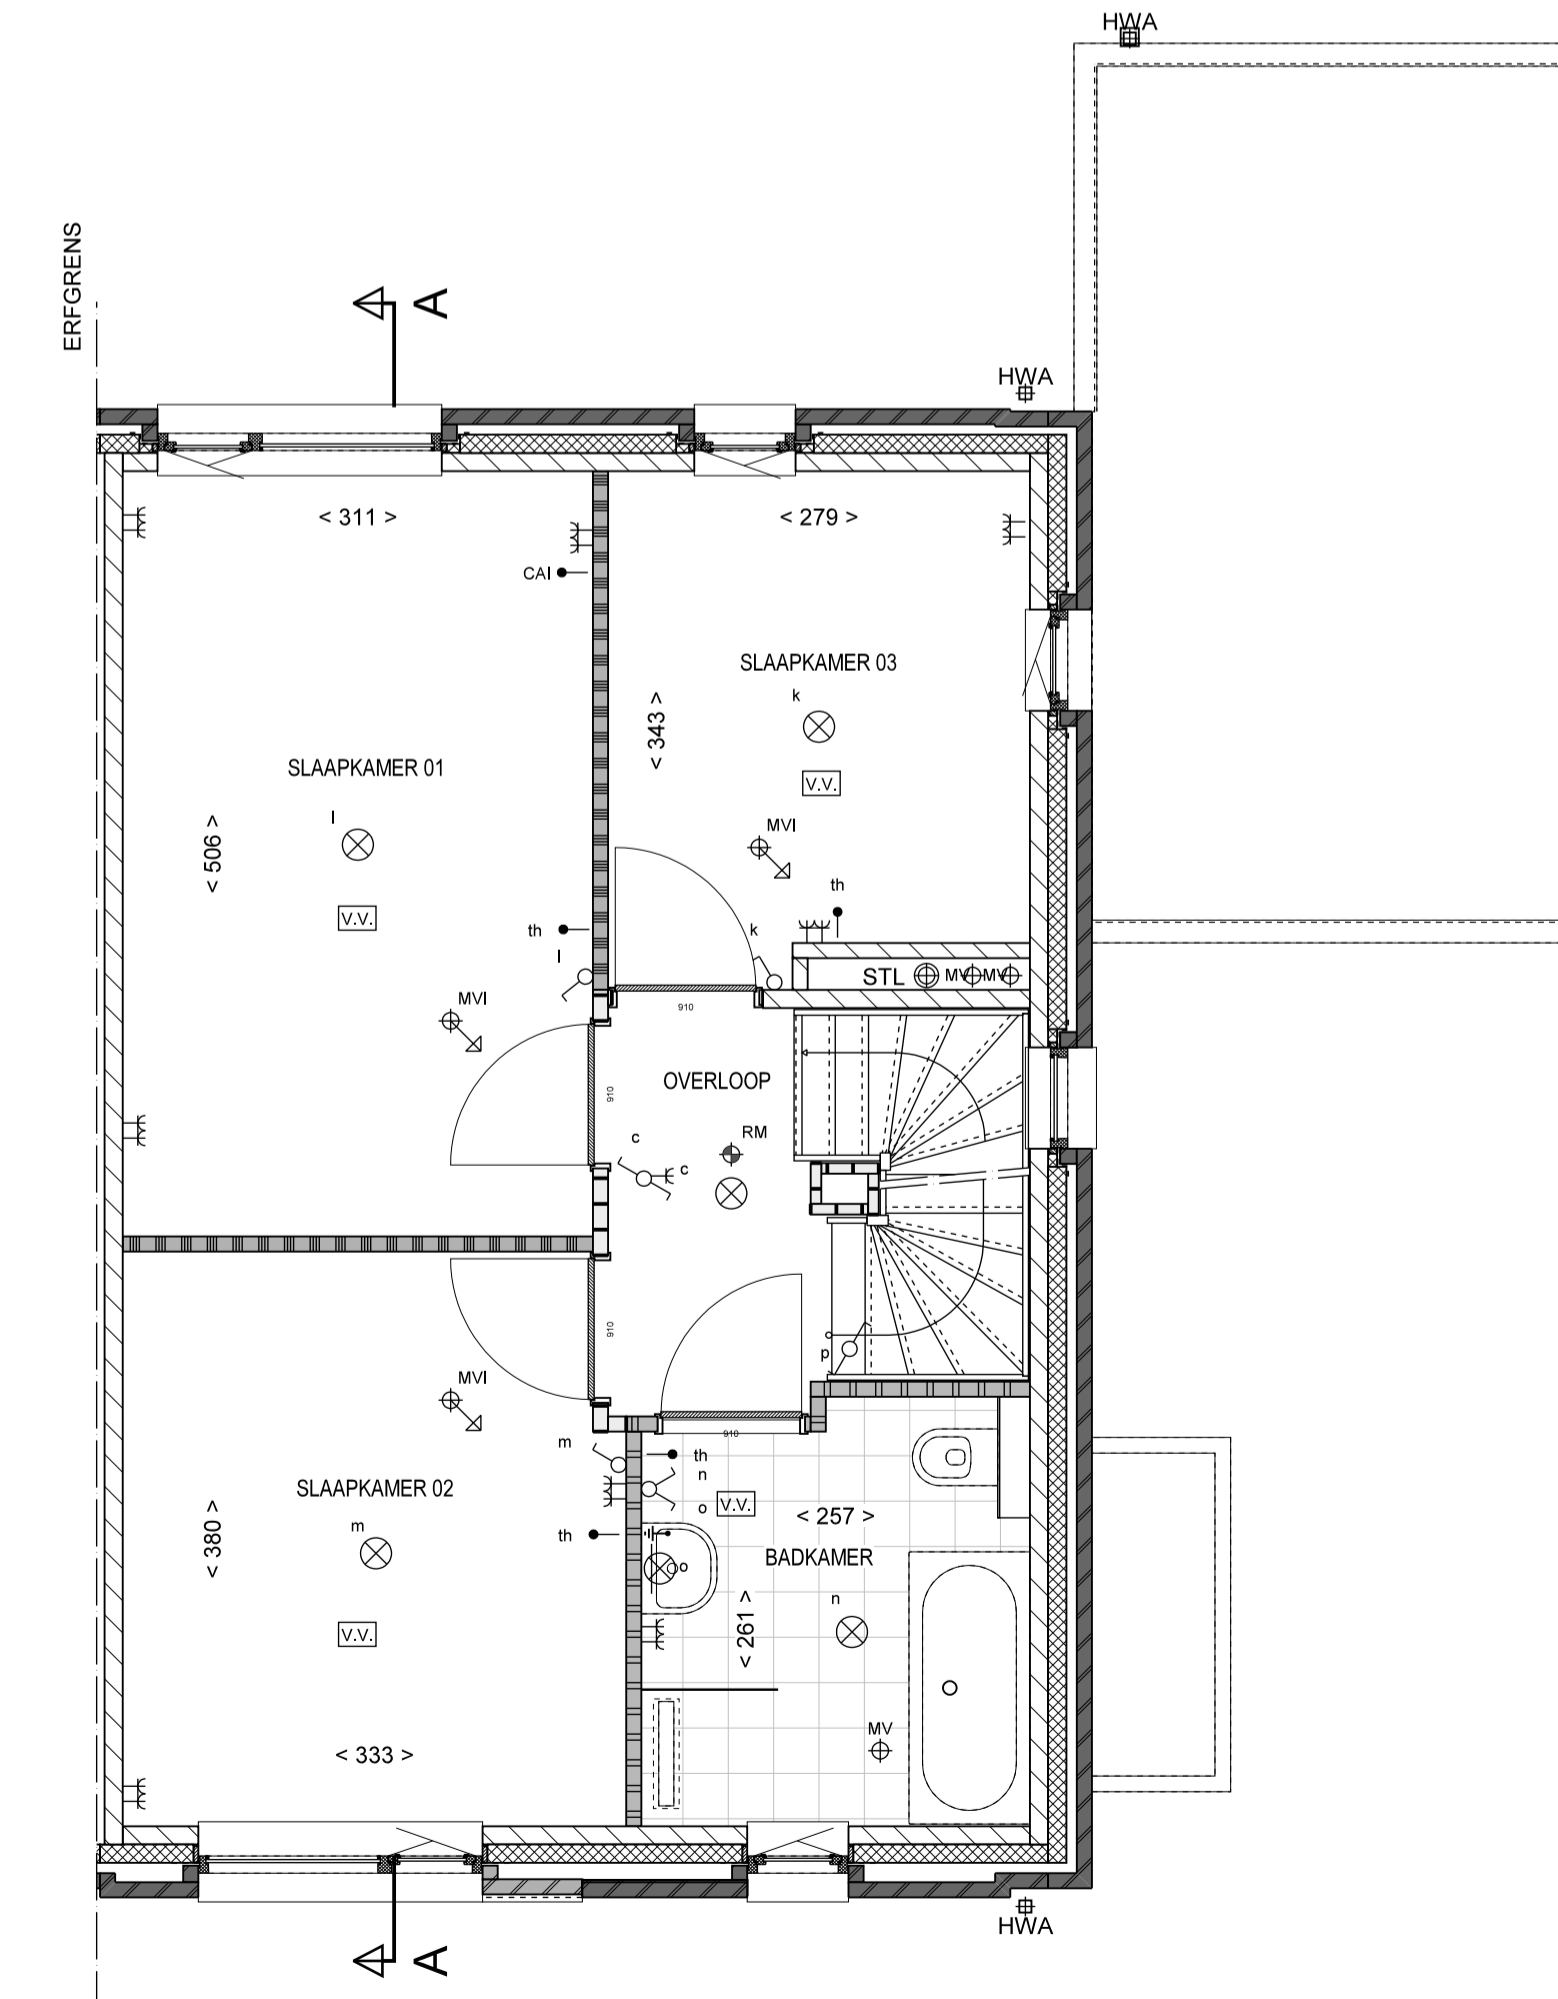 HWA
ERFGRENS
A
HWA
< 311 >
< 279 >
CAI
SLAAPKAMER 03
k
< 343 >
SLAAPKAMER 01
V.V.
l
MVI
< 506 >
th
V.V.
th
k
l
STL MV MV
MVI
910
OVERLOOP
910
RM
c
c
910
p
MVI
910
m
th
n
SLAAPKAMER 02
o
V.V.
< 257 >
m
th
< 380 >
BADKAMER
o
n
< 261 >
V.V.
MV
< 333 >
HWA
A